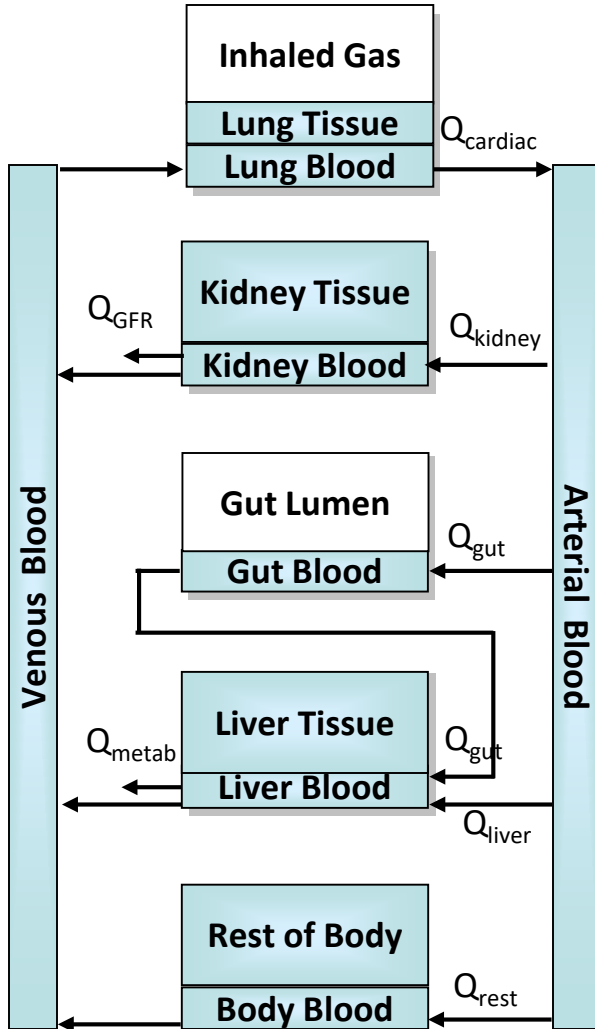 Inhaled Gas
Lung Tissue
Q_cardiac
Lung Blood
Kidney Tissue
Q_GFR
Q_kidney
Kidney Blood
Gut Lumen
Q_gut
Gut Blood
Venous Blood
Arterial Blood
Liver Tissue
Q_metab
Q_gut
Liver Blood
Q_liver
Rest of Body
Q_rest
Body Blood